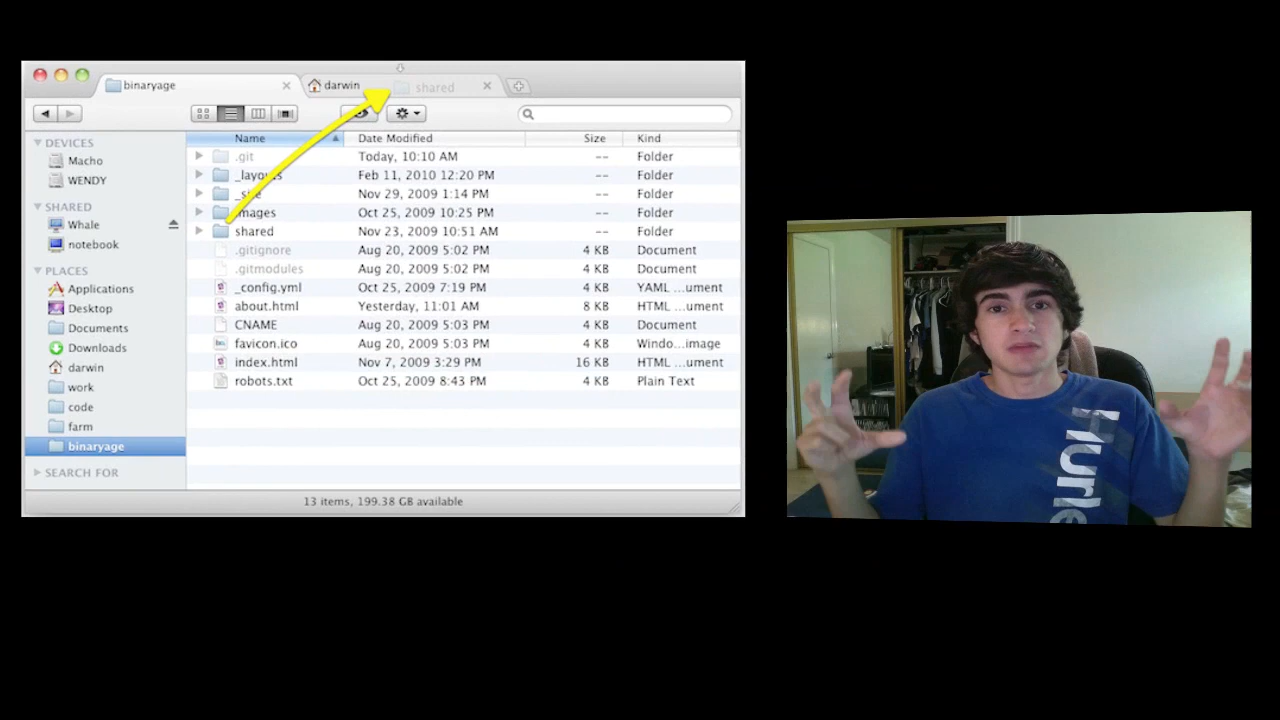 binaryage
darwin
shared
Name Date Modified Size Kind
DEVICES
Macho
WENDY
SHARED
Whale
notebook
PLACES
Applications
Desktop
Documents
Downloads
darwin
work
code
farm
binaryage
SEARCH FOR
.git Today, 10:10 AM -- Folder
_layouts Feb 11, 2010 12:20 PM -- Folder
_site Nov 29, 2009 1:14 PM -- Folder
images Oct 25, 2009 10:25 PM -- Folder
shared Nov 23, 2009 10:51 AM -- Folder
.gitignore Aug 20, 2009 5:02 PM 4 KB Document
.gitmodules Aug 20, 2009 5:02 PM 4 KB Document
_config.yml Oct 25, 2009 7:19 PM 4 KB YAML ...ument
about.html Yesterday, 11:01 AM 8 KB HTML ...ument
CNAME Aug 20, 2009 5:03 PM 4 KB Document
favicon.ico Aug 20, 2009 5:03 PM 4 KB Windo...image
index.html Nov 7, 2009 3:29 PM 16 KB HTML ...ument
robots.txt Oct 25, 2009 8:43 PM 4 KB Plain Text
13 items, 199.38 GB available
Hurle